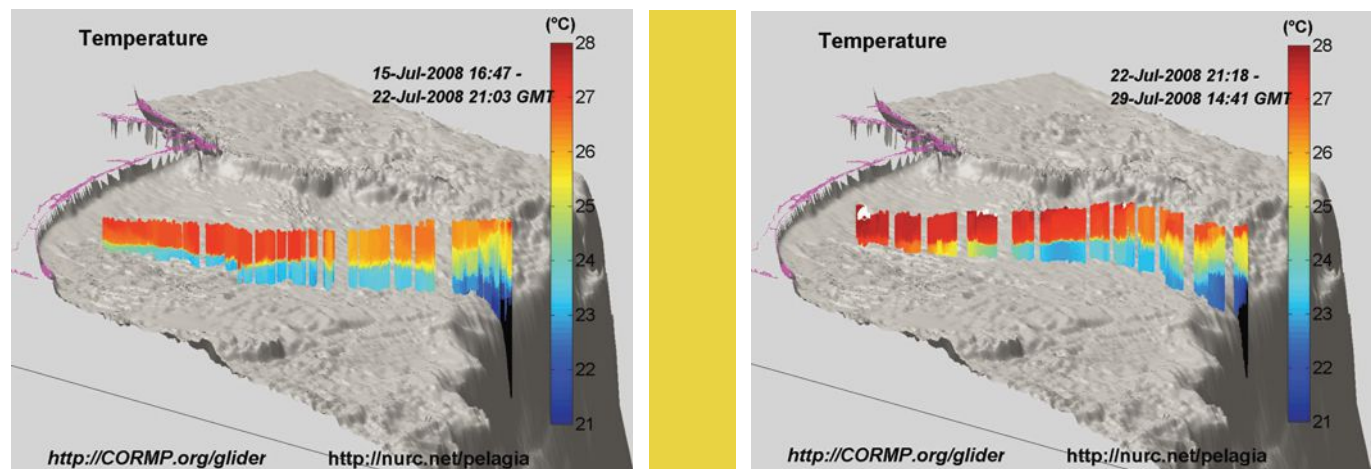 Temperature
(°C)
15-Jul-2008 16:47 -
22-Jul-2008 21:03 GMT
28
27
26
25
24
23
22
21
http://CORMP.org/glider
http://nurc.net/pelagia
Temperature
(°C)
22-Jul-2008 21:18 -
29-Jul-2008 14:41 GMT
28
27
26
25
24
23
22
21
http://CORMP.org/glider
http://nurc.net/pelagia